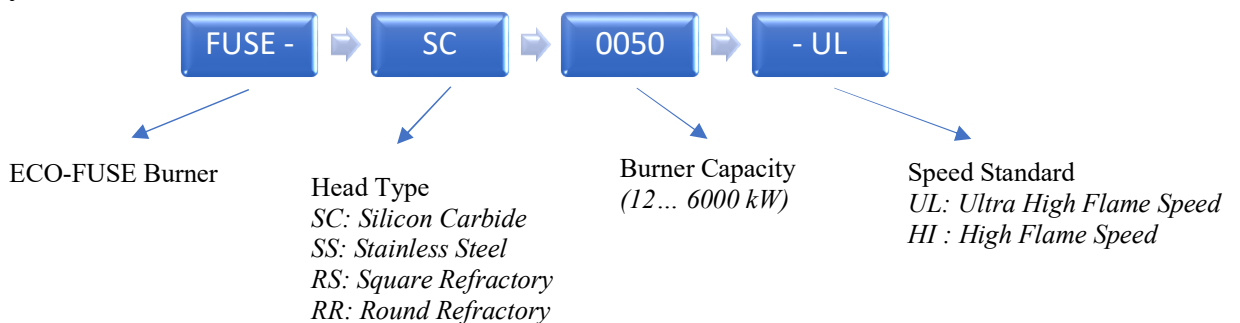 FUSE -
SC
0050
- UL
ECO-FUSE Burner
Head Type
SC: Silicon Carbide
SS: Stainless Steel
RS: Square Refractory
RR: Round Refractory
Burner Capacity
(12… 6000 kW)
Speed Standard
UL: Ultra High Flame Speed
HI : High Flame Speed